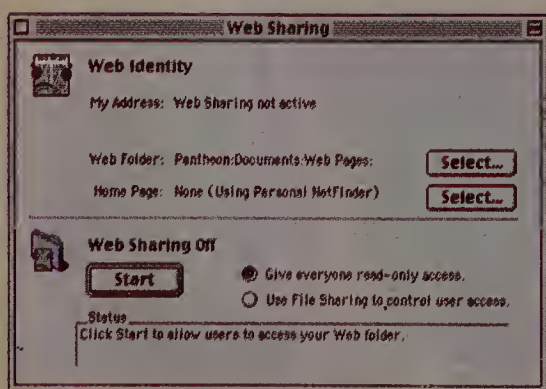 Web Sharing
Web Identity
My Address: Web Sharing not active
Web Folder: Pantheon:Documents:Web Pages: Select...
Home Page: None (Using Personal NetFinder) Select...
Web Sharing Off
Start
Give everyone read-only access.
Use File Sharing to control user access.
Status
Click Start to allow users to access your Web folder.